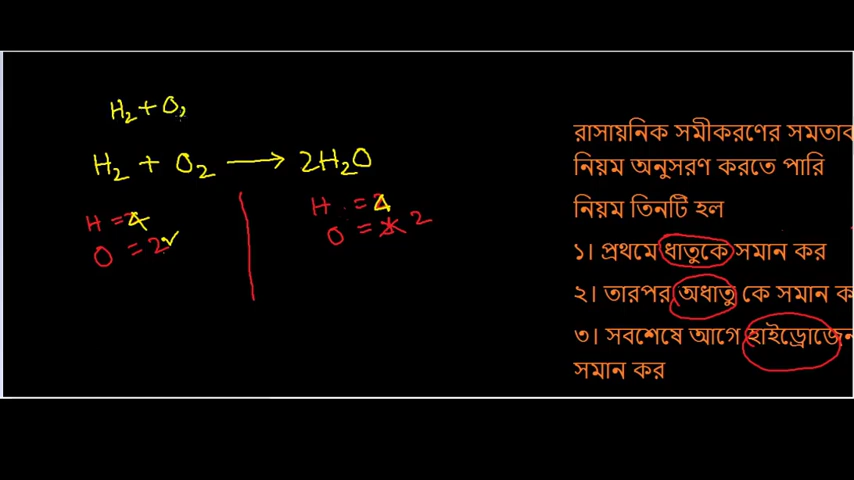 H₂ + O₂
H₂ + O₂ → 2H₂O
H = 4
O = 2 ✓
H = 4
O = 2
রাসায়নিক সমীকরণের
নিয়ম অনুসরণ করতে পারি
নিয়ম তিনটি হল
১। প্রথমে ধাতুকে সমান কর
২। তারপর অধাতু কে সমান
৩। সবশেষে আগে হাইড্রোজেন
সমান কর